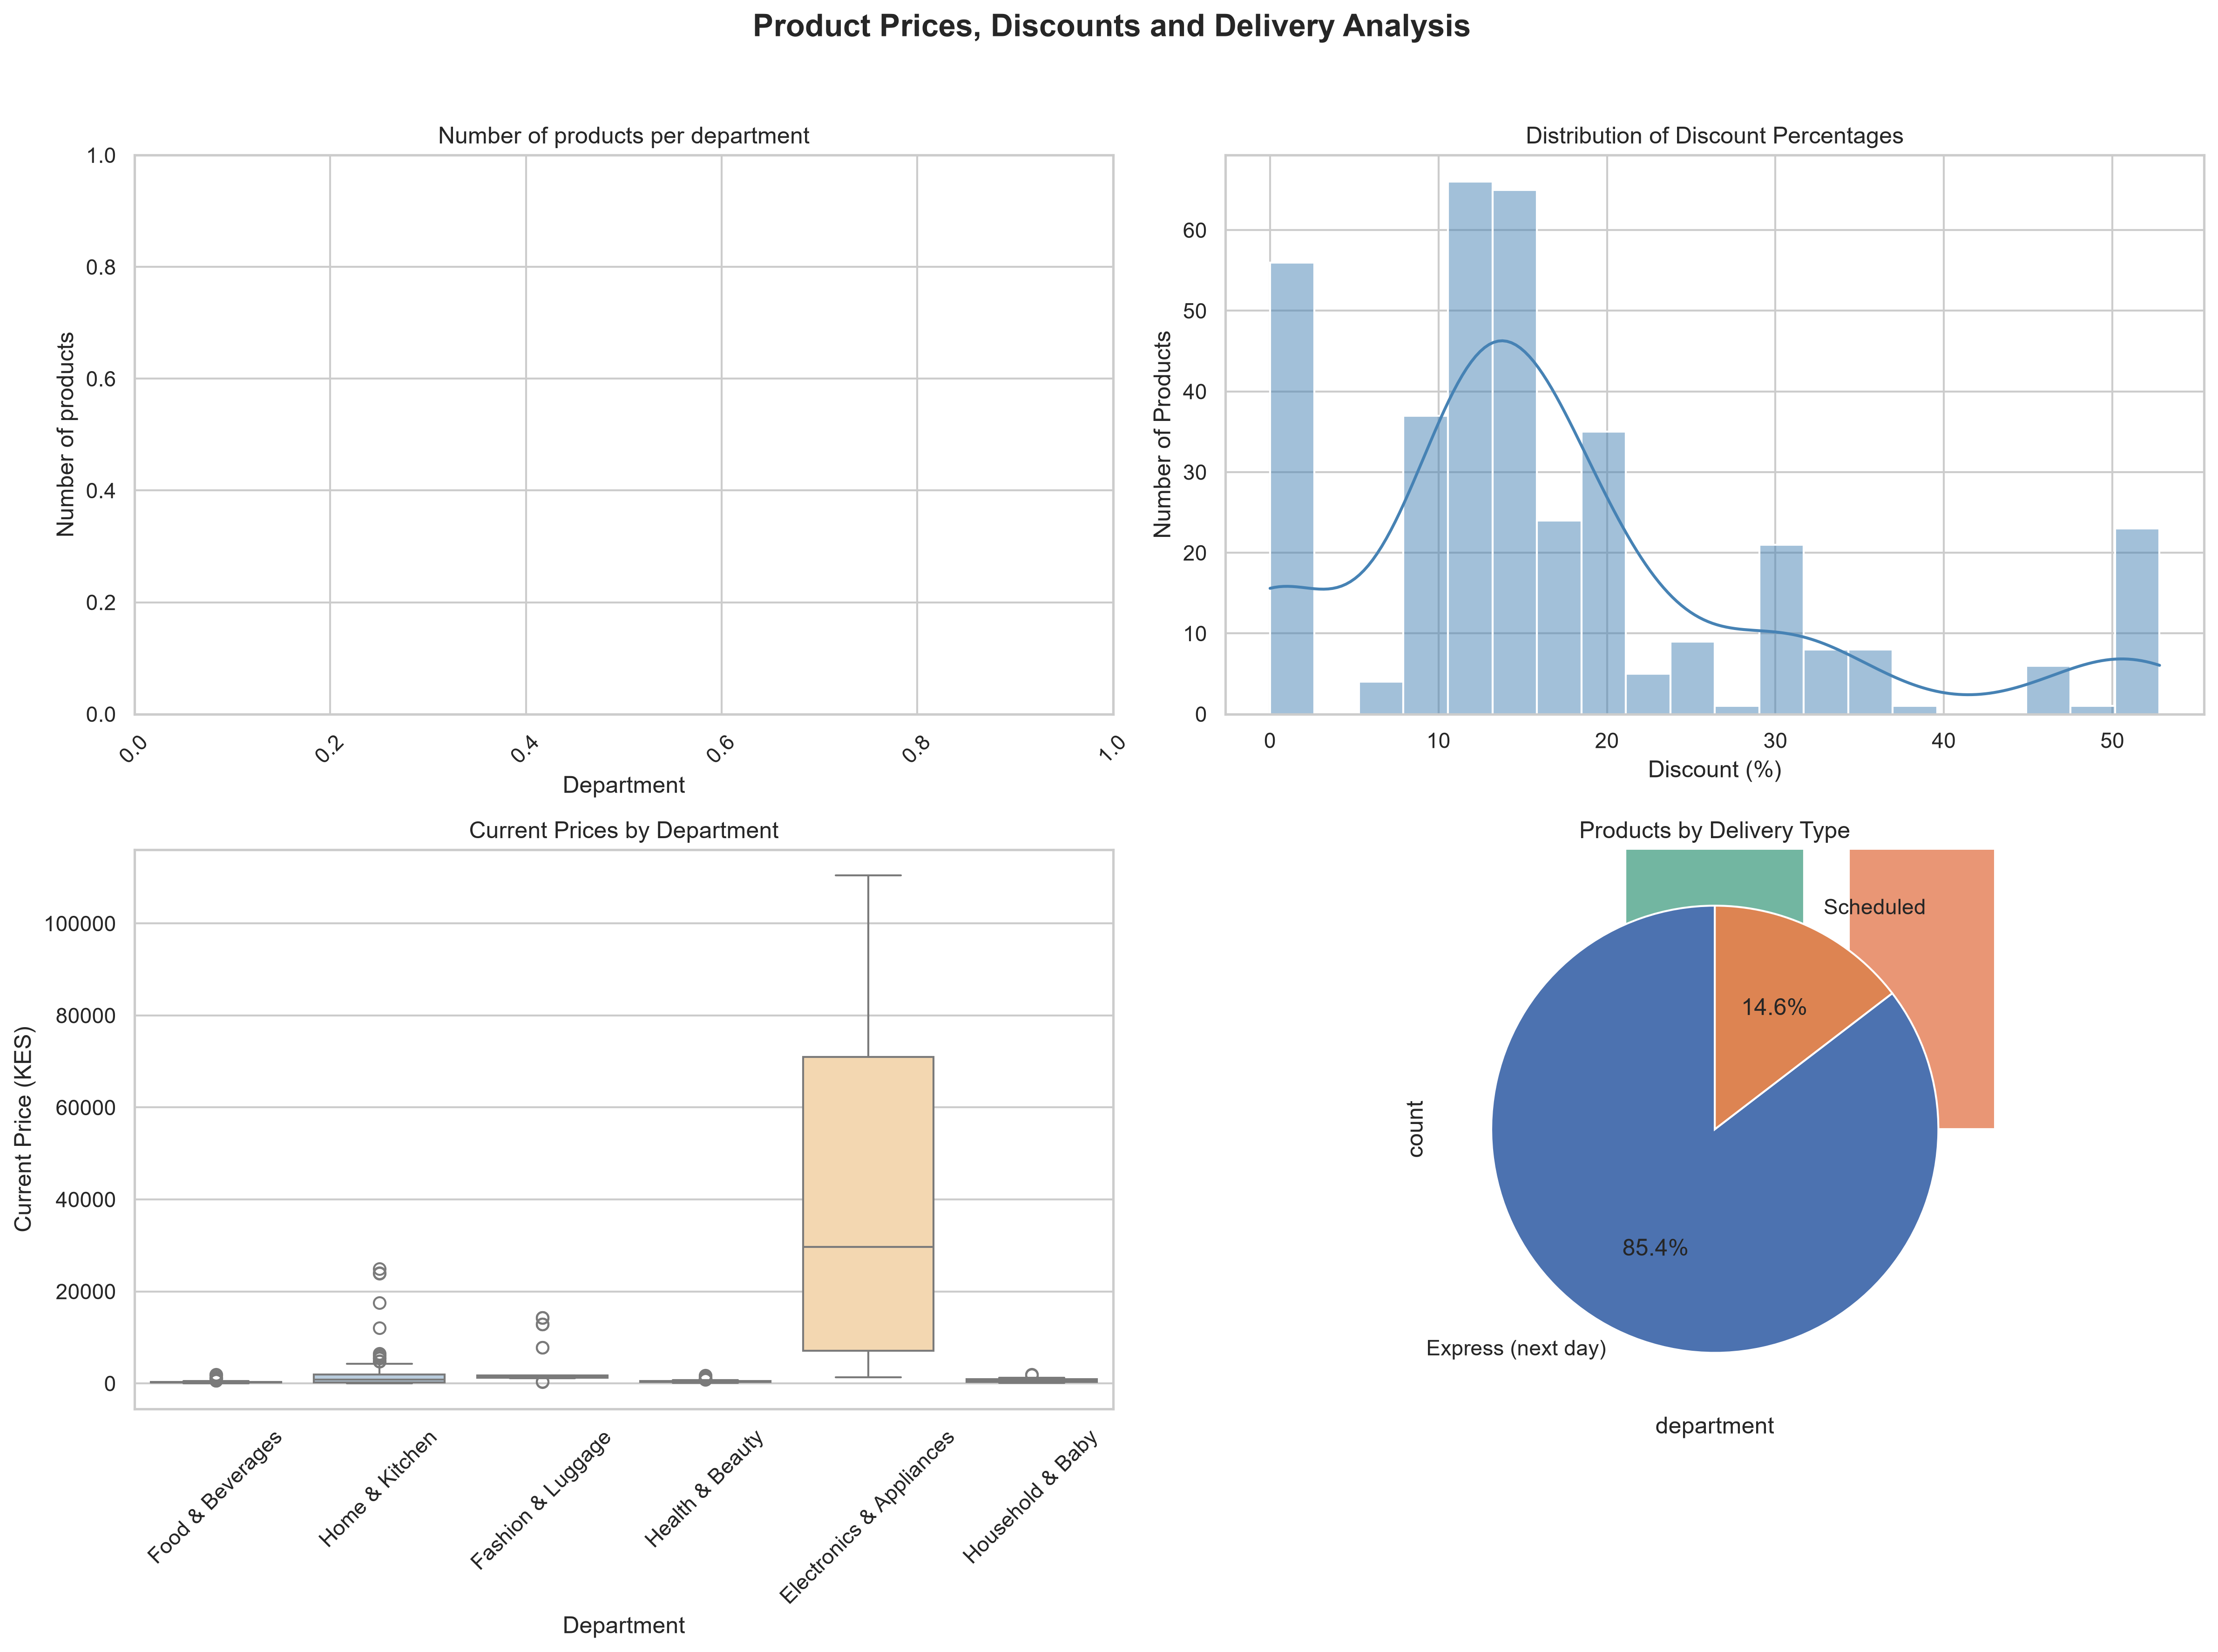 Product Prices, Discounts and Delivery Analysis
Number of products per department
Number of products
1.0
0.8
0.6
0.4
0.2
0.0
0.0 0.2 0.4 0.6 0.8 1.0
Department
Distribution of Discount Percentages
Number of Products
60
50
40
30
20
10
0
0 10 20 30 40 50
Discount (%)
Current Prices by Department
Current Price (KES)
100000
80000
60000
40000
20000
0
Food & Beverages
Home & Kitchen
Fashion & Luggage
Health & Beauty
Electronics & Appliances
Household & Baby
Department
Products by Delivery Type
Scheduled
14.6%
count
85.4%
Express (next day)
department